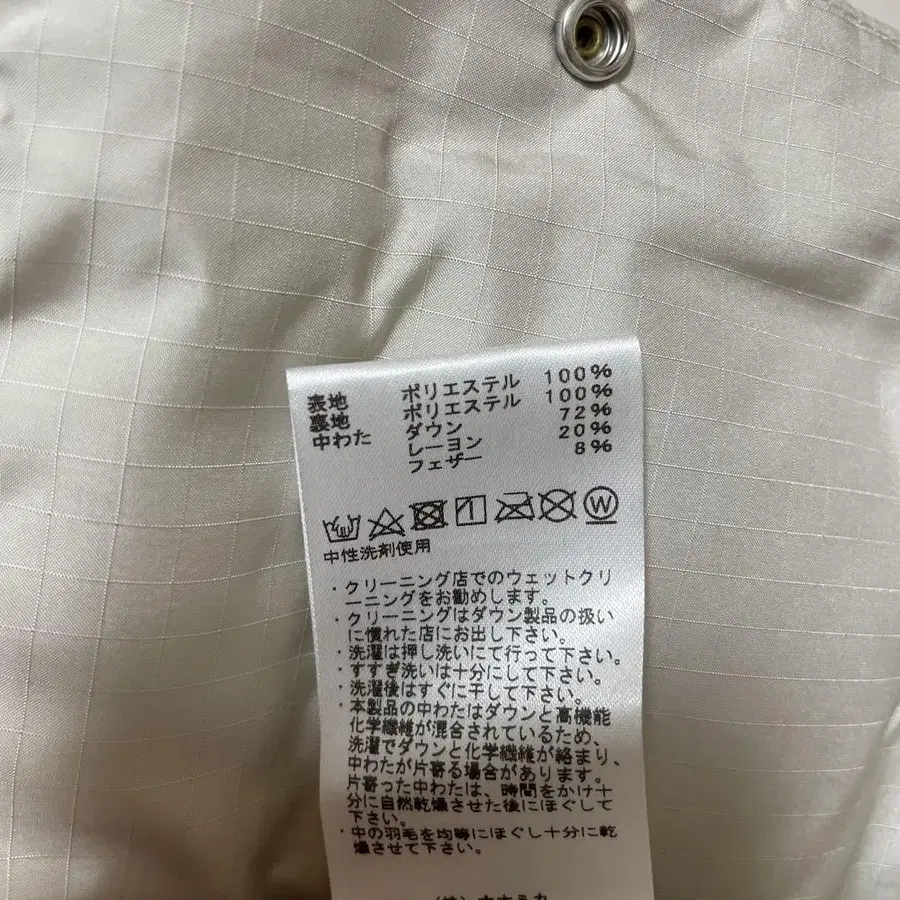 表地 ポリエステル 100%
裏地 ポリエステル 100%
中わた ダウン 72%
レーヨン 20%
フェザー 8%
W
中性洗剤使用
・クリーニング店でのウェットクリ
ーニングをお勧めします。
・クリーニングはダウン製品の扱い
に慣れた店にお出し下さい。
・洗濯は押し洗いにて行って下さい。
・すすぎ洗いは十分にして下さい。
・洗濯後はすぐに干して下さい。
・本製品の中わたはダウンと高機能
化学繊維が混合されているため、
洗濯でダウンと化学繊維が絡まり、
中わたが片寄る場合があります。
片寄った中わたは、時間をかけ十
分に自然乾燥させた後にほぐして
下さい。
・中の羽毛を均等にほぐし十分に乾
燥させて下さい。